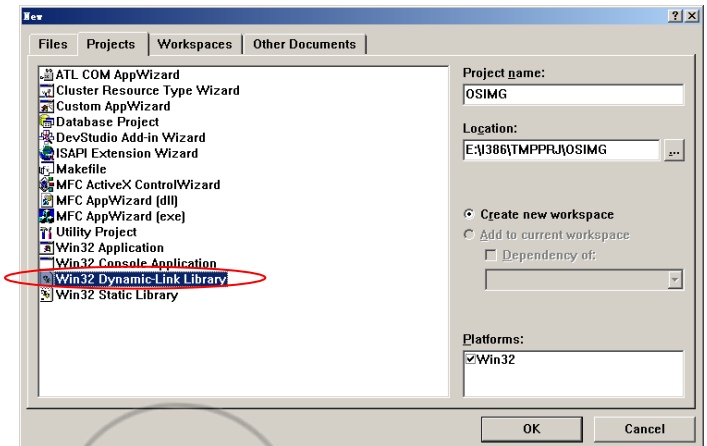 New
Files
Projects
Workspaces
Other Documents
ATL COM AppWizard
Cluster Resource Type Wizard
Custom AppWizard
Database Project
DevStudio Add-in Wizard
ISAPI Extension Wizard
Makefile
MFC ActiveX ControlWizard
MFC AppWizard (dll)
MFC AppWizard (exe)
Utility Project
Win32 Application
Win32 Console Application
Win32 Dynamic-Link Library
Win32 Static Library
Project name:
OSIMG
Location:
E:\I386\TMPPRJ\OSIMG
...
Create new workspace
Add to current workspace
Dependency of:
Platforms:
Win32
OK
Cancel